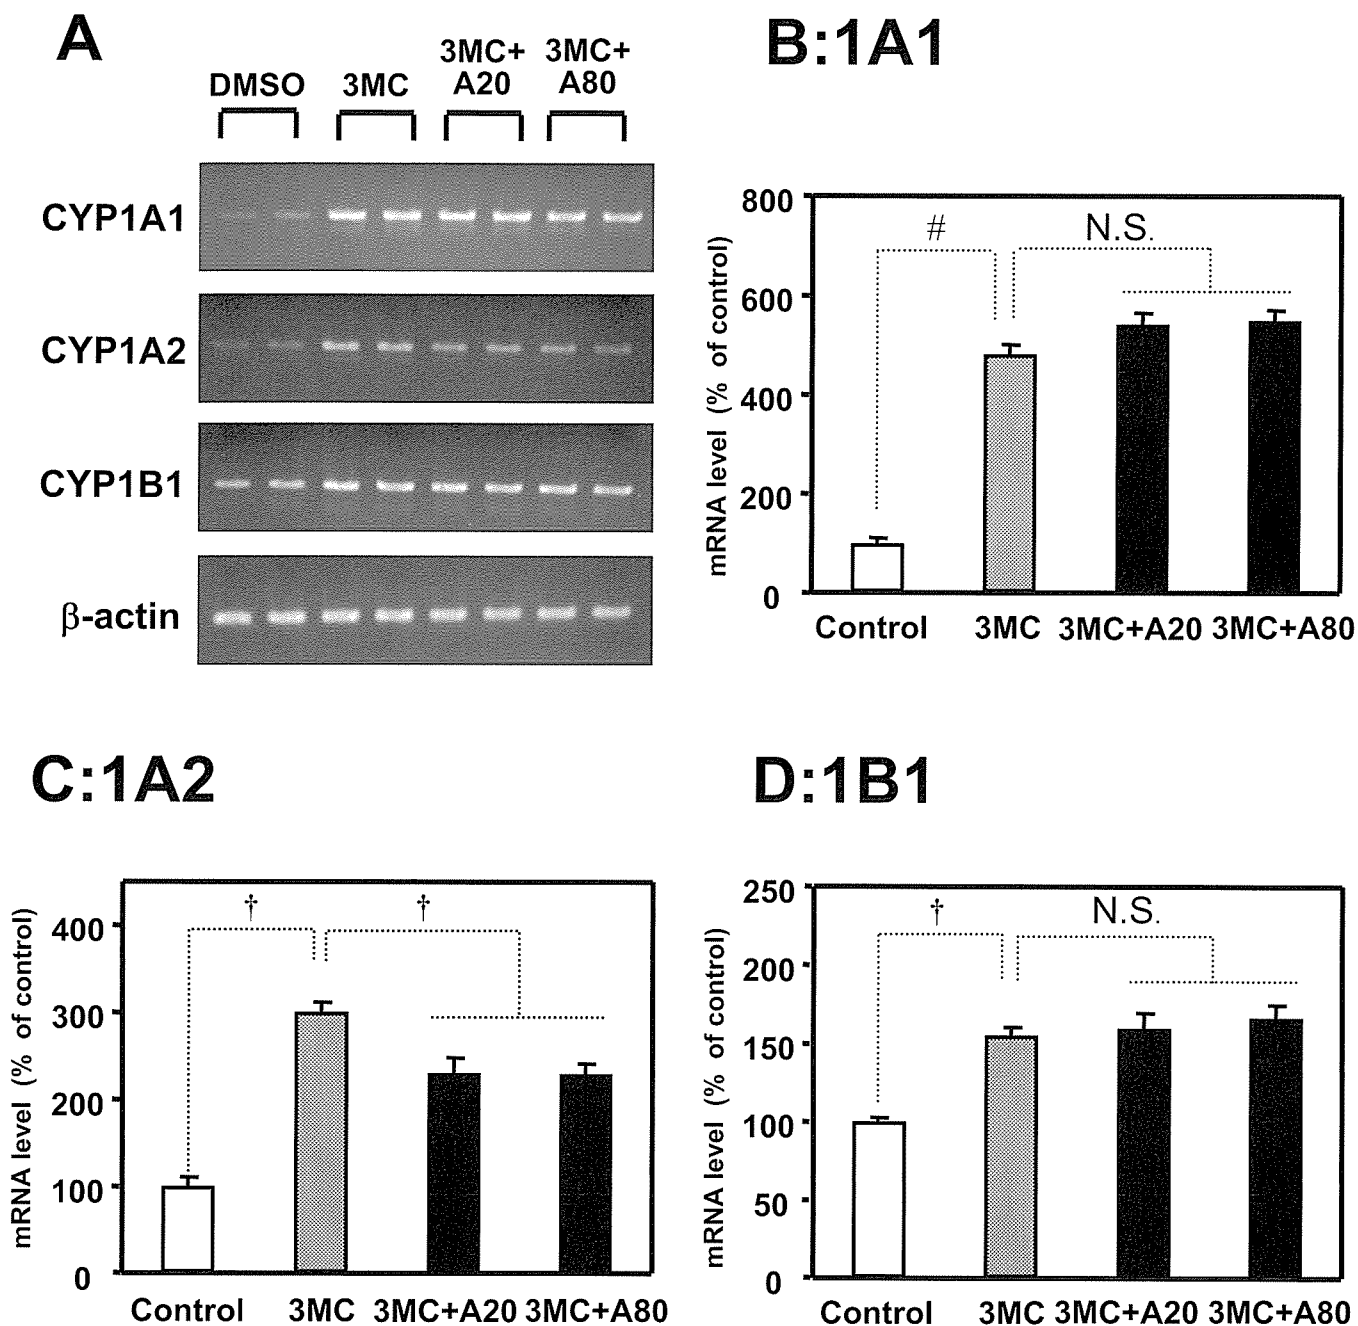 A
DMSO
3MC
3MC+
A20
3MC+
A80
CYP1A1
CYP1A2
CYP1B1
β-actin
B:1A1
mRNA level (% of control)
800
600
400
200
0
#
N.S.
Control
3MC
3MC+A20
3MC+A80
C:1A2
mRNA level (% of control)
400
300
200
100
0
†
†
Control
3MC
3MC+A20
3MC+A80
D:1B1
mRNA level (% of control)
250
200
150
100
50
0
†
N.S.
Control
3MC
3MC+A20
3MC+A80